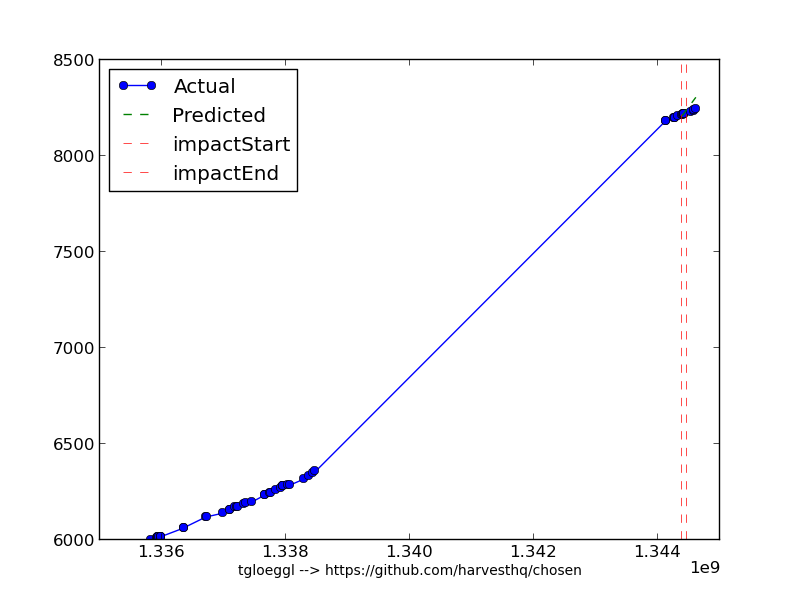 8500
8000
7500
7000
6500
6000
Actual
Predicted
impactStart
impactEnd
1.336 1.338 1.340 1.342 1.344
1e9
tgloeggl --> https://github.com/harvesthq/chosen